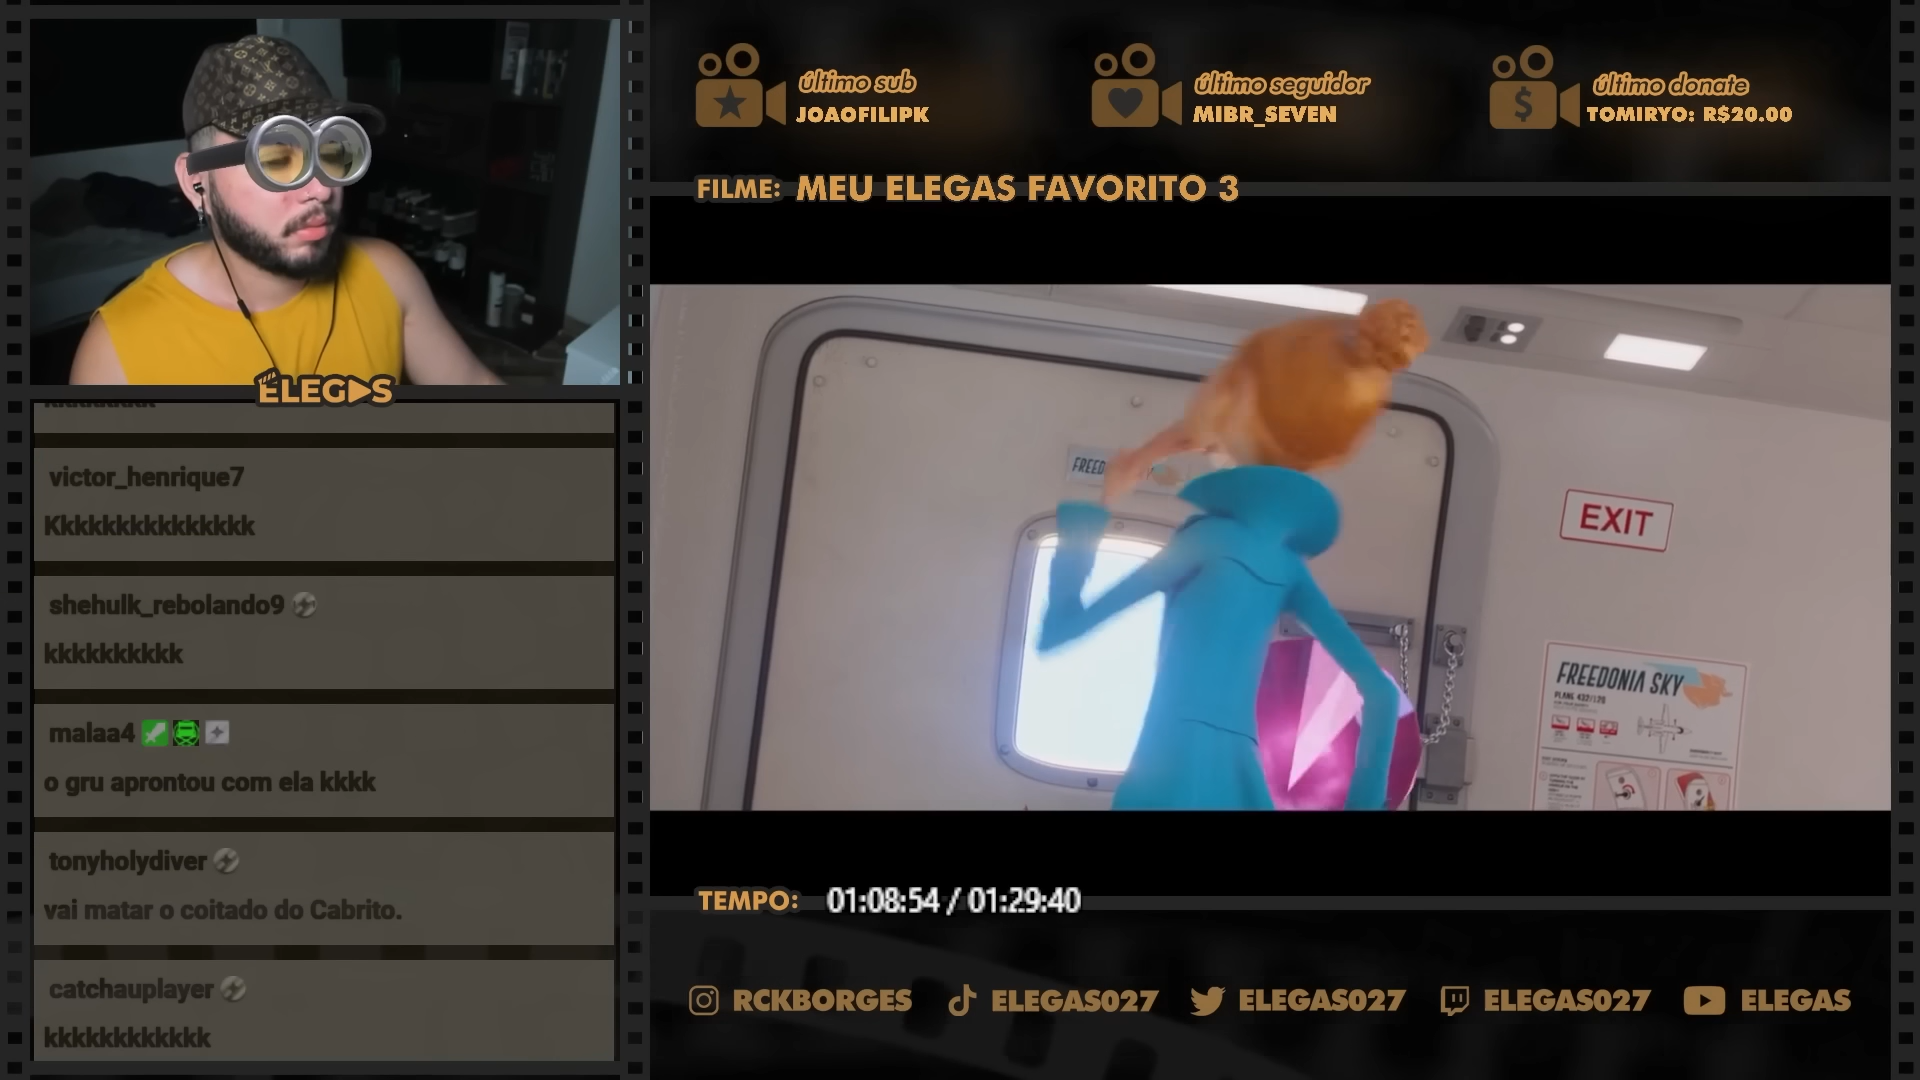 último sub
JOAOFILIPK
último seguidor
MIBR_SEVEN
último donate
TOMIRYO: R$20.00
FILME: MEU ELEGAS FAVORITO 3
ELEGAS
victor_henrique7
Kkkkkkkkkkkkkkk
shehulk_rebolando9
kkkkkkkkkk
malaa4
o gru aprontou com ela kkkk
tonyholydiver
vai matar o coitado do Cabrito.
catchauplayer
kkkkkkkkkkkk
EXIT
FREEDONIA SKY
TEMPO: 01:08:54 / 01:29:40
RCKBORGES
ELEGAS027
ELEGAS027
ELEGAS027
ELEGAS